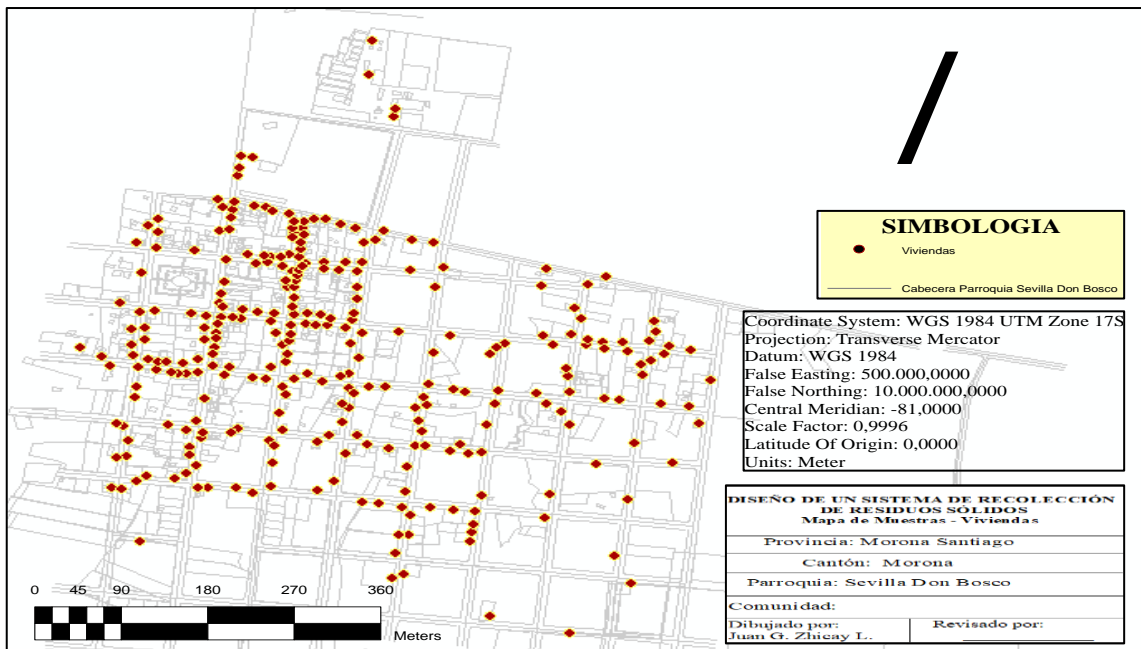 SIMBOLOGIA
Viviendas
Cabecera Parroquia Sevilla Don Bosco
Coordinate System: WGS 1984 UTM Zone 17S
Projection: Transverse Mercator
Datum: WGS 1984
False Easting: 500.000,0000
False Northing: 10.000.000,0000
Central Meridian: -81,0000
Scale Factor: 0,9996
Latitude Of Origin: 0,0000
Units: Meter
DISEÑO DE UN SISTEMA DE RECOLECCIÓN
DE RESIDUOS SÓLIDOS
Mapa de Muestras - Viviendas
Provincia: Morona Santiago
Cantón: Morona
Parroquia: Sevilla Don Bosco
Comunidad:
Dibujado por: Revisado por:
Juan G. Zhicay L.
0 45 90 180 270 360
Meters